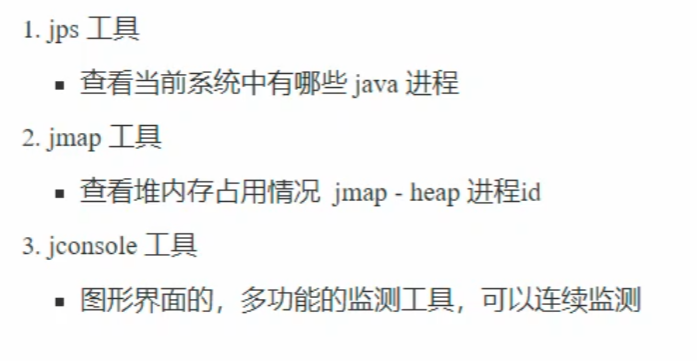 1. jps 工具
▪ 查看当前系统中有哪些 java 进程
2. jmap 工具
▪ 查看堆内存占用情况 jmap - heap 进程id
3. jconsole 工具
▪ 图形界面的，多功能的监测工具，可以连续监测